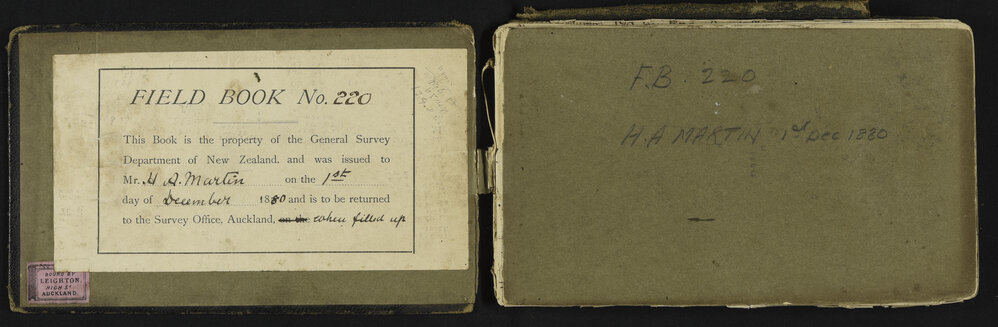 FIELD BOOK No. 220
This Book is the property of the General Survey
Department of New Zealand, and was issued to
Mr. H A. Martin on the 1st
day of December 1880 and is to be returned
to the Survey Office, Auckland, on the when filled up
BOUND BY
LEIGHTON,
HIGH ST
AUCKLAND.
F.B. 220
H. A MARTIN 1st DEC 1880